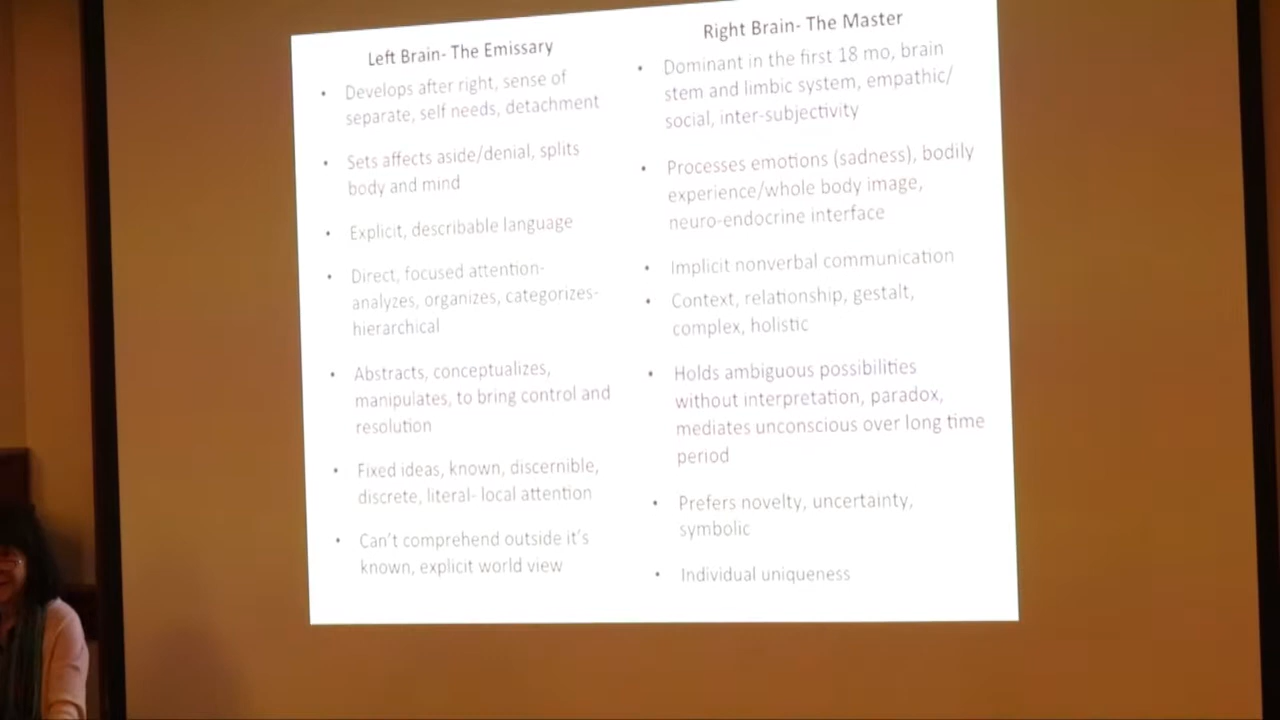 Left Brain- The Emissary
• Develops after right, sense of
separate, self needs, detachment
• Sets affects aside/denial, splits
body and mind
• Explicit, describable language
• Direct, focused attention-
analyzes, organizes, categorizes-
hierarchical
• Abstracts, conceptualizes,
manipulates, to bring control and
resolution
• Fixed ideas, known, discernible,
discrete, literal- local attention
• Can't comprehend outside it's
known, explicit world view
Right Brain- The Master
• Dominant in the first 18 mo, brain
stem and limbic system, empathic/
social, inter-subjectivity
• Processes emotions (sadness), bodily
experience/whole body image,
neuro-endocrine interface
• Implicit nonverbal communication
• Context, relationship, gestalt,
complex, holistic
• Holds ambiguous possibilities
without interpretation, paradox,
mediates unconscious over long time
period
• Prefers novelty, uncertainty,
symbolic
• Individual uniqueness